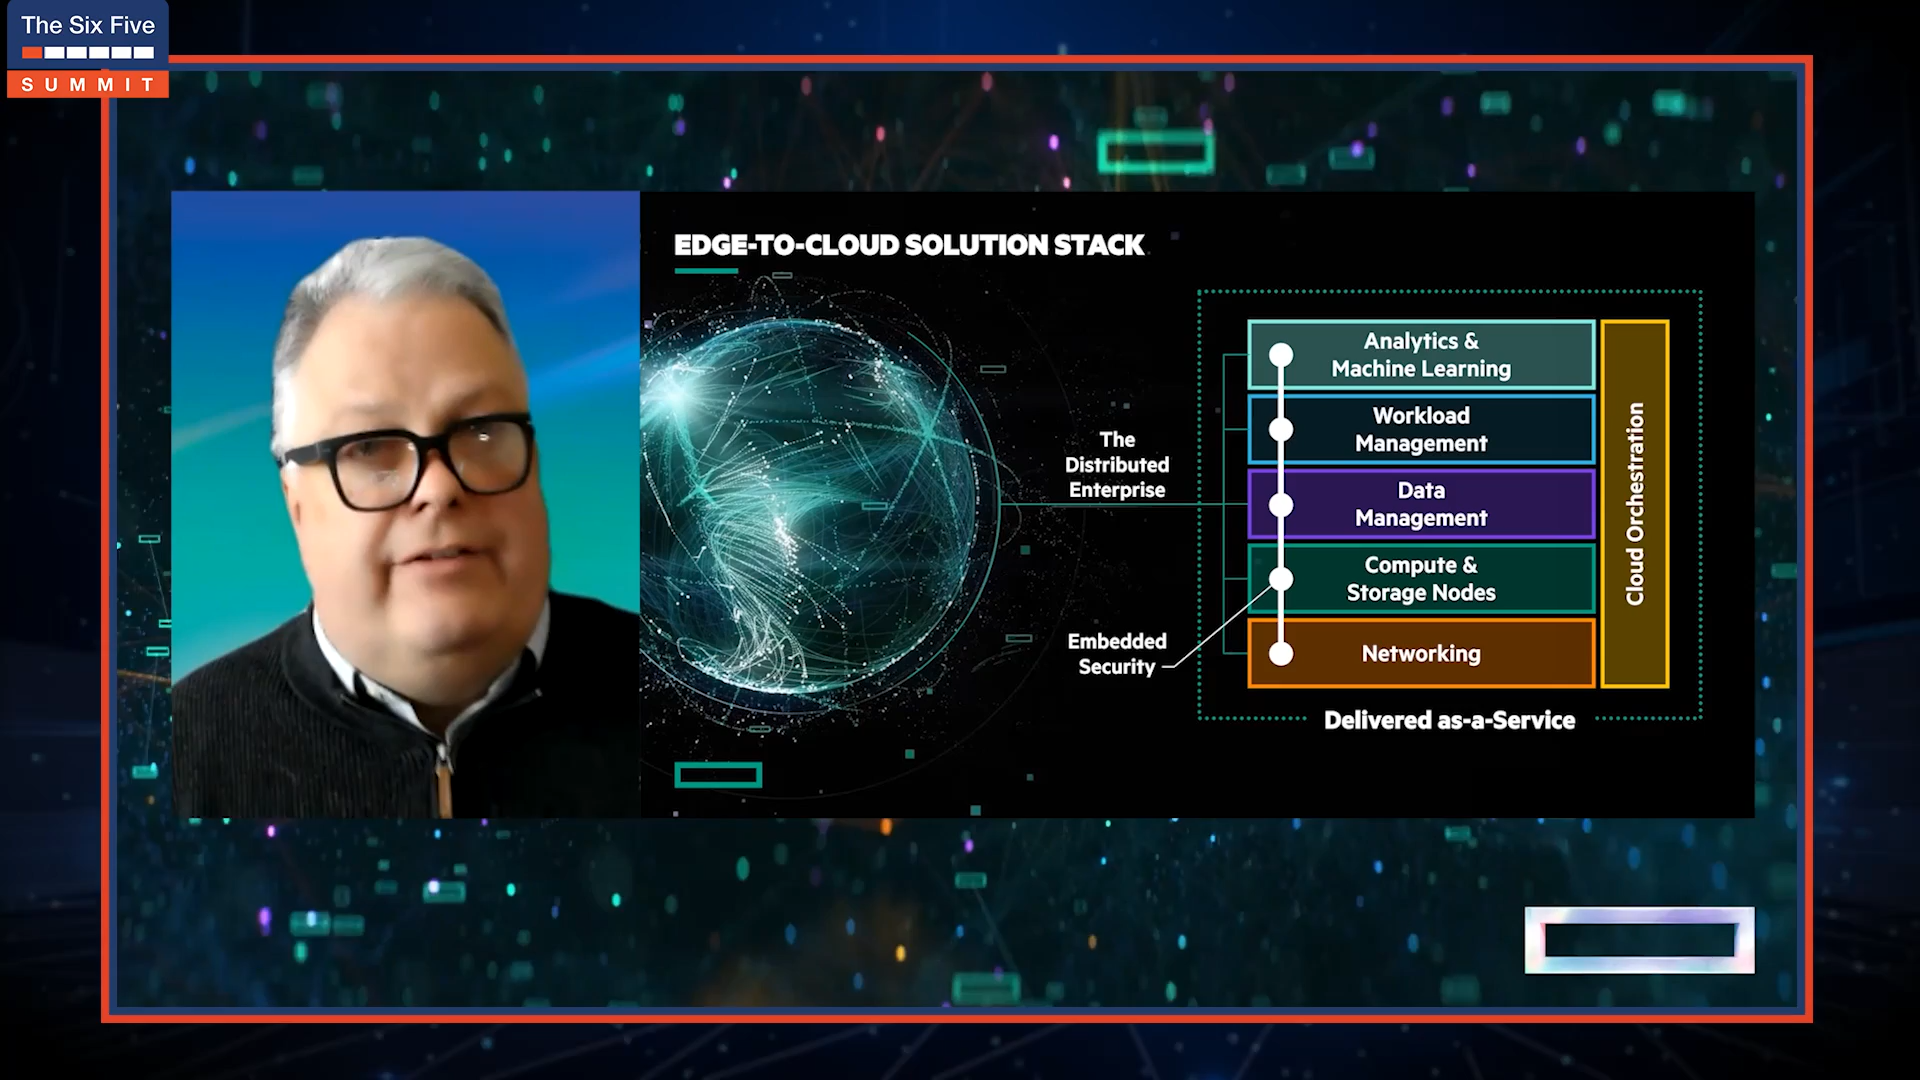 The Six Five
SUMMIT
EDGE-TO-CLOUD SOLUTION STACK
The
Distributed
Enterprise
Embedded
Security
Analytics &
Machine Learning
Workload
Management
Data
Management
Compute &
Storage Nodes
Networking
Cloud Orchestration
Delivered as-a-Service